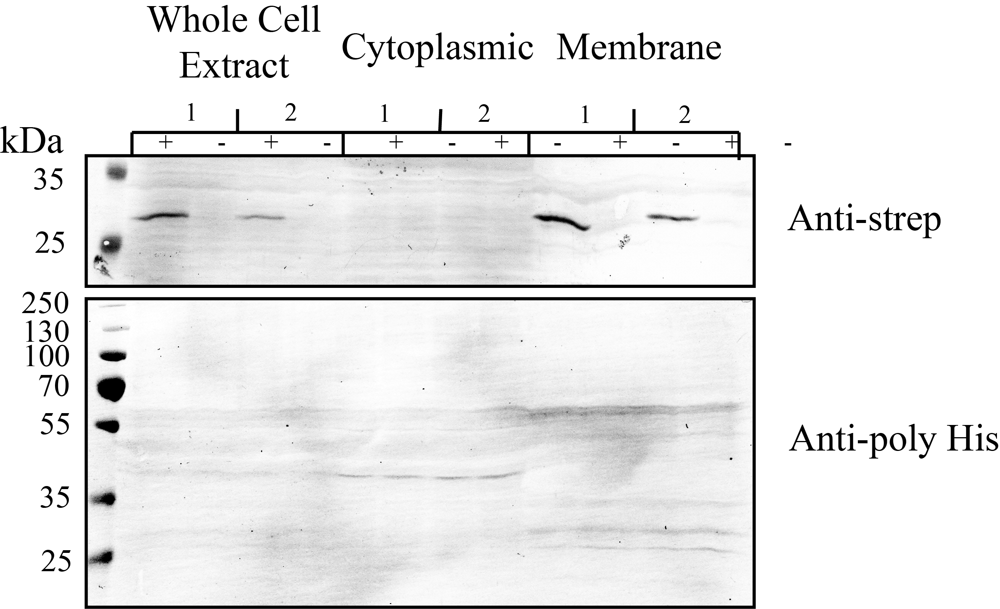 Whole Cell
Extract
Cytoplasmic
Membrane
1 2 1 2 1 2
kDa + - + - + - + - + - + -
35
25
Anti-strep
250
130
100
70
55
35
25
Anti-poly His